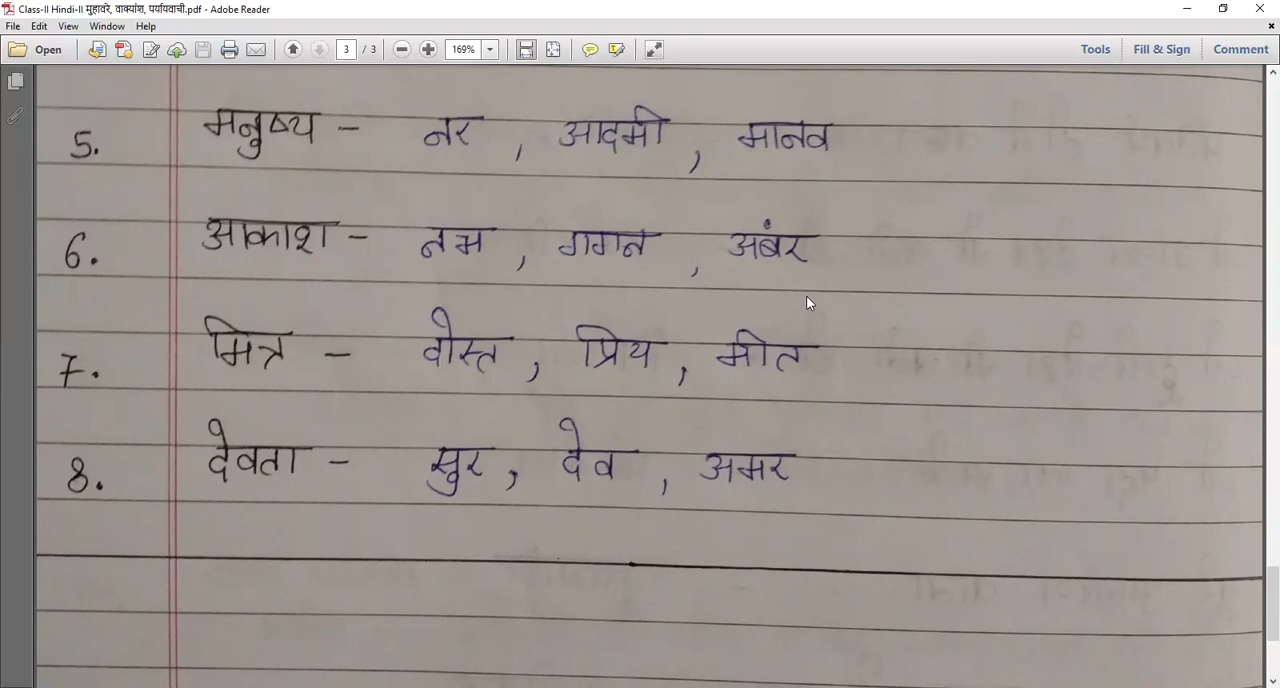 Class-II Hindi-II मुहावरे, वाक्यांश, पर्यायवाची.pdf - Adobe Reader
File Edit View Window Help
Open 3 / 3 169% Tools Fill & Sign Comment
5. मनुष्य - नर , आदमी , मानव
6. आकाश - नभ , गगन , अंबर
7. मित्र - दोस्त , प्रिय , मीत
8. देवता - सुर , देव , अमर